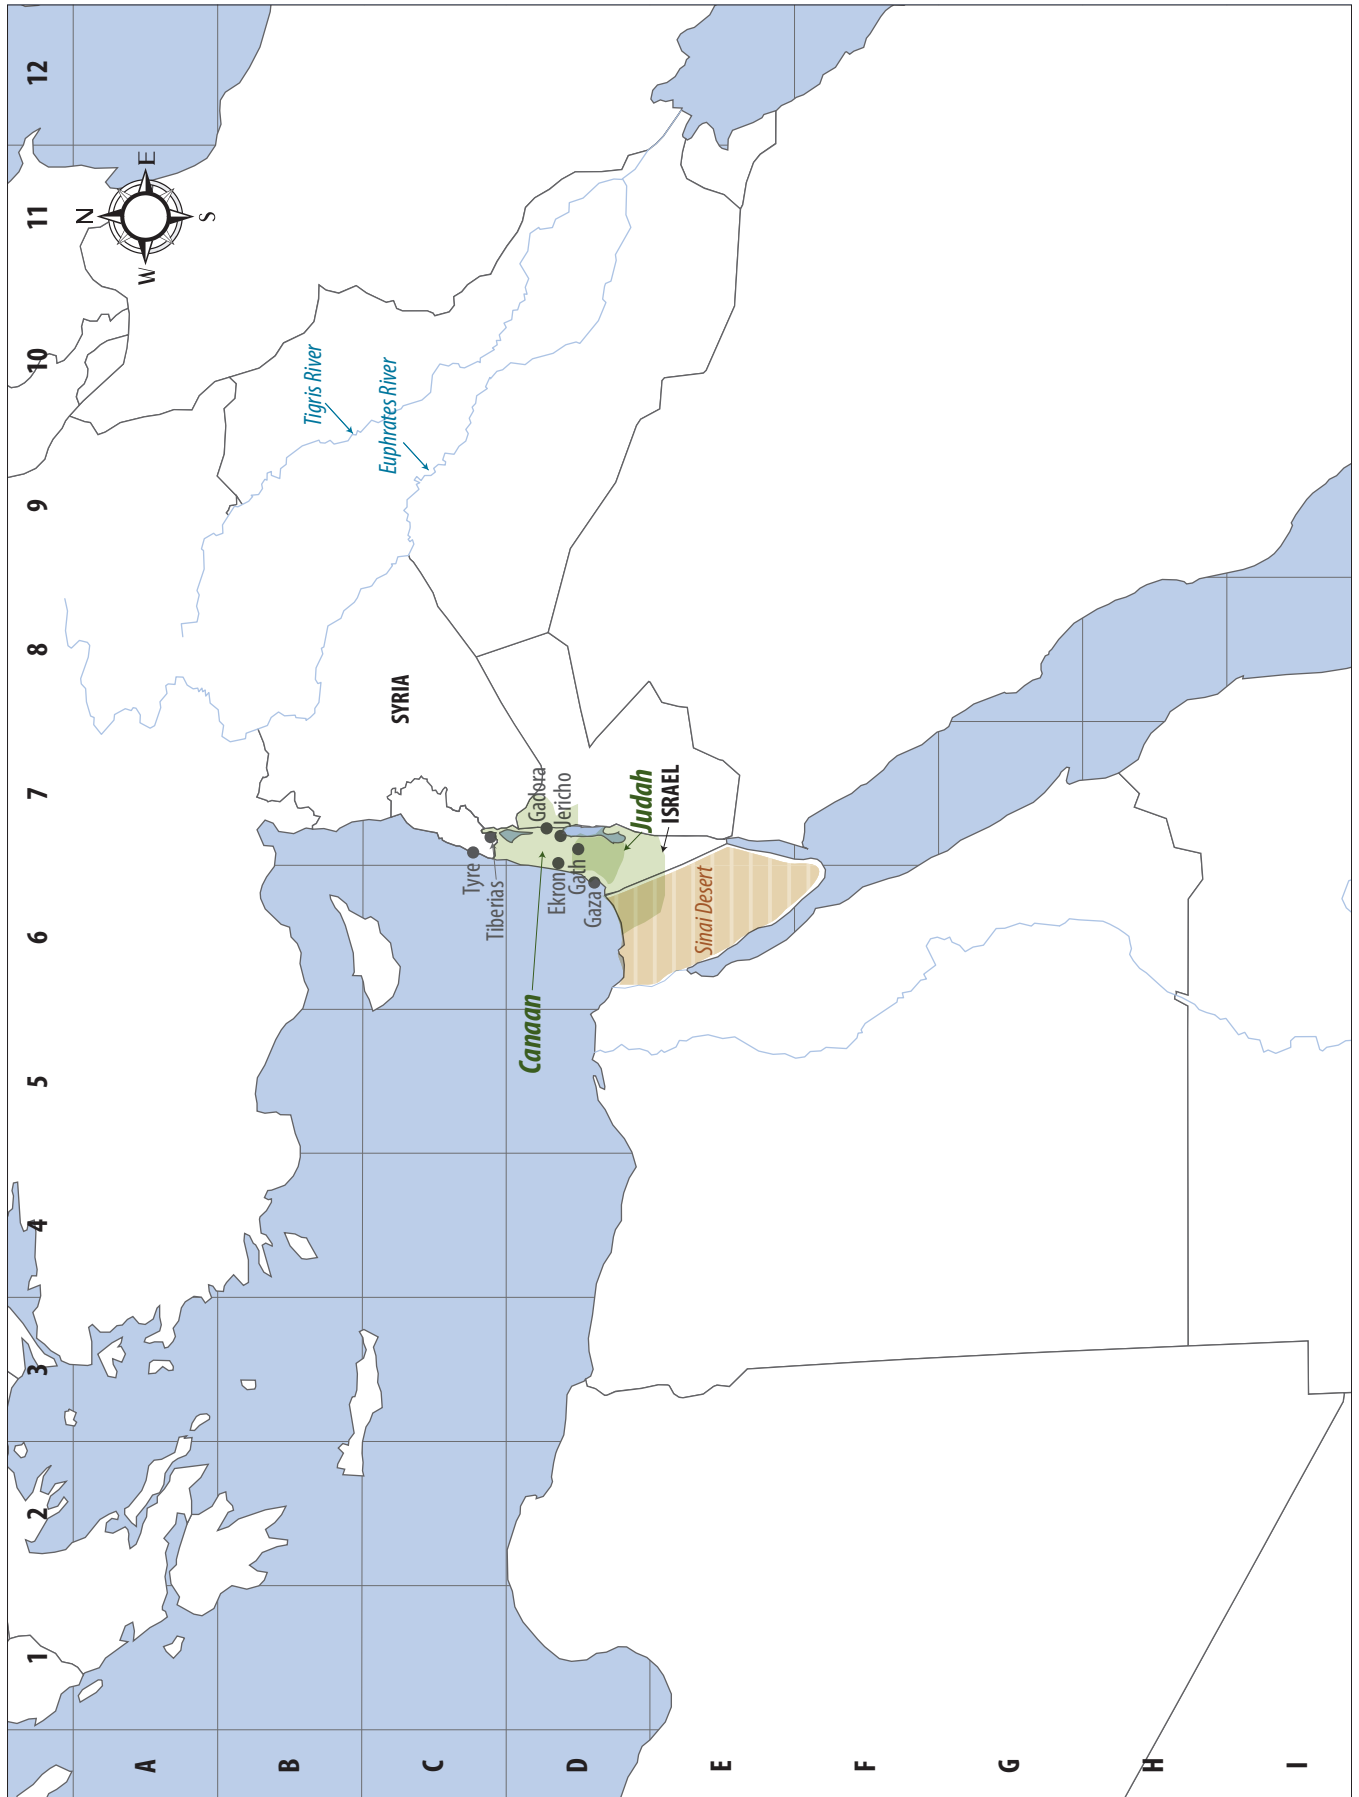 1
2
3
4
5
6
7
8
9
10
11
12
A
B
C
D
E
F
G
H
I
N
W
E
S
Tigris River
Euphrates River
SYRIA
Tyre
Tiberias
Canaan
Gadora
Jericho
Ekron
Gath
Gaza
Judah
ISRAEL
Sinai Desert